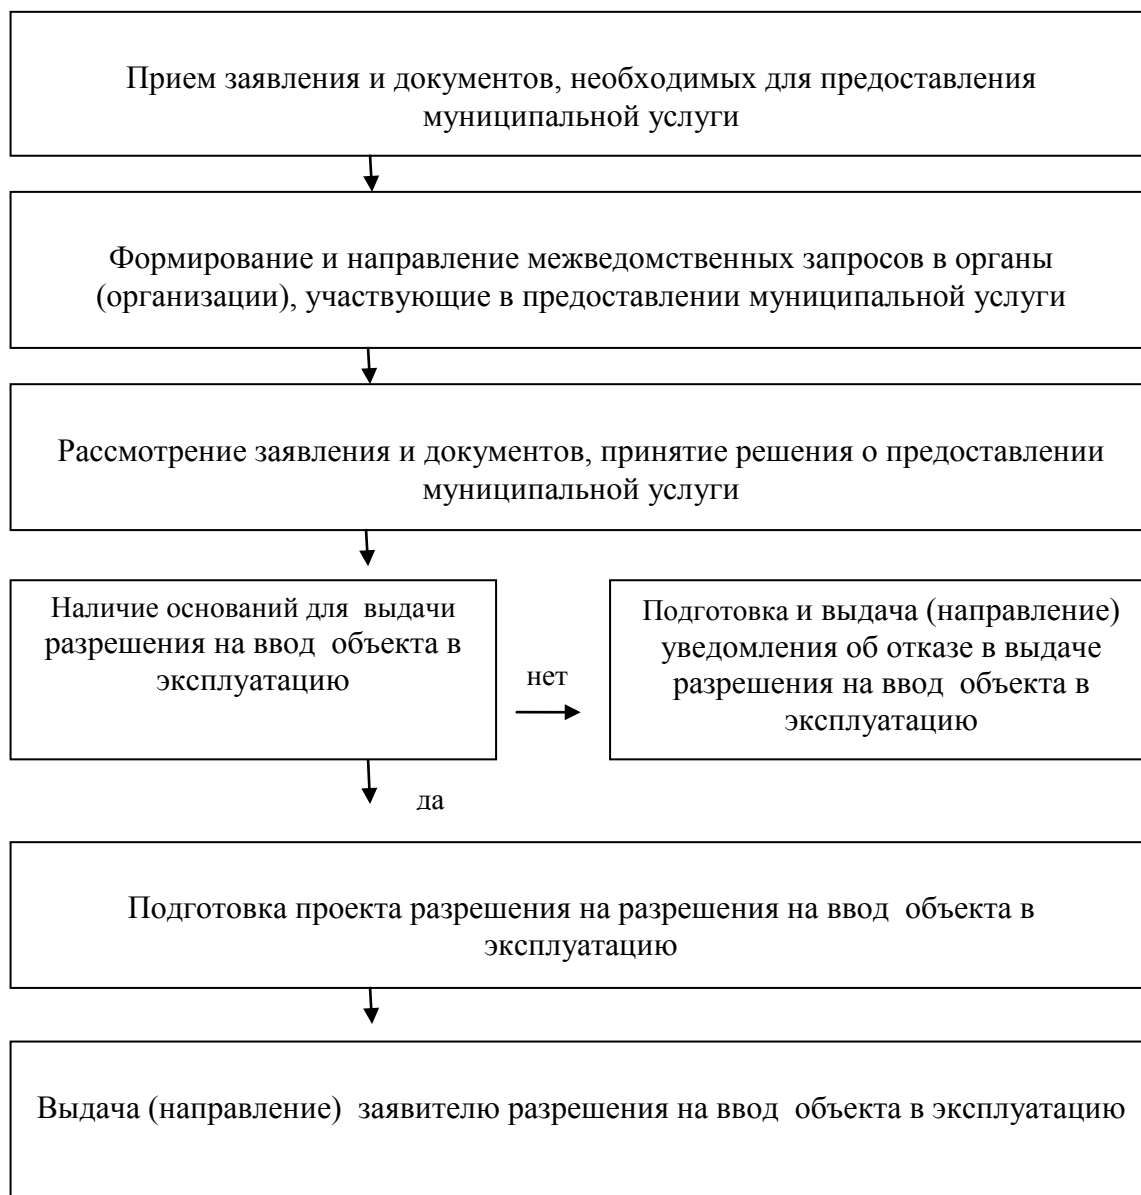 Прием заявления и документов, необходимых для предоставления
муниципальной услуги
Формирование и направление межведомственных запросов в органы
(организации), участвующие в предоставлении муниципальной услуги
Рассмотрение заявления и документов, принятие решения о предоставлении
муниципальной услуги
Наличие оснований для выдачи
разрешения на ввод объекта в
эксплуатацию
нет
Подготовка и выдача (направление)
уведомления об отказе в выдаче
разрешения на ввод объекта в
эксплуатацию
да
Подготовка проекта разрешения на разрешения на ввод объекта в
эксплуатацию
Выдача (направление) заявителю разрешения на ввод объекта в эксплуатацию